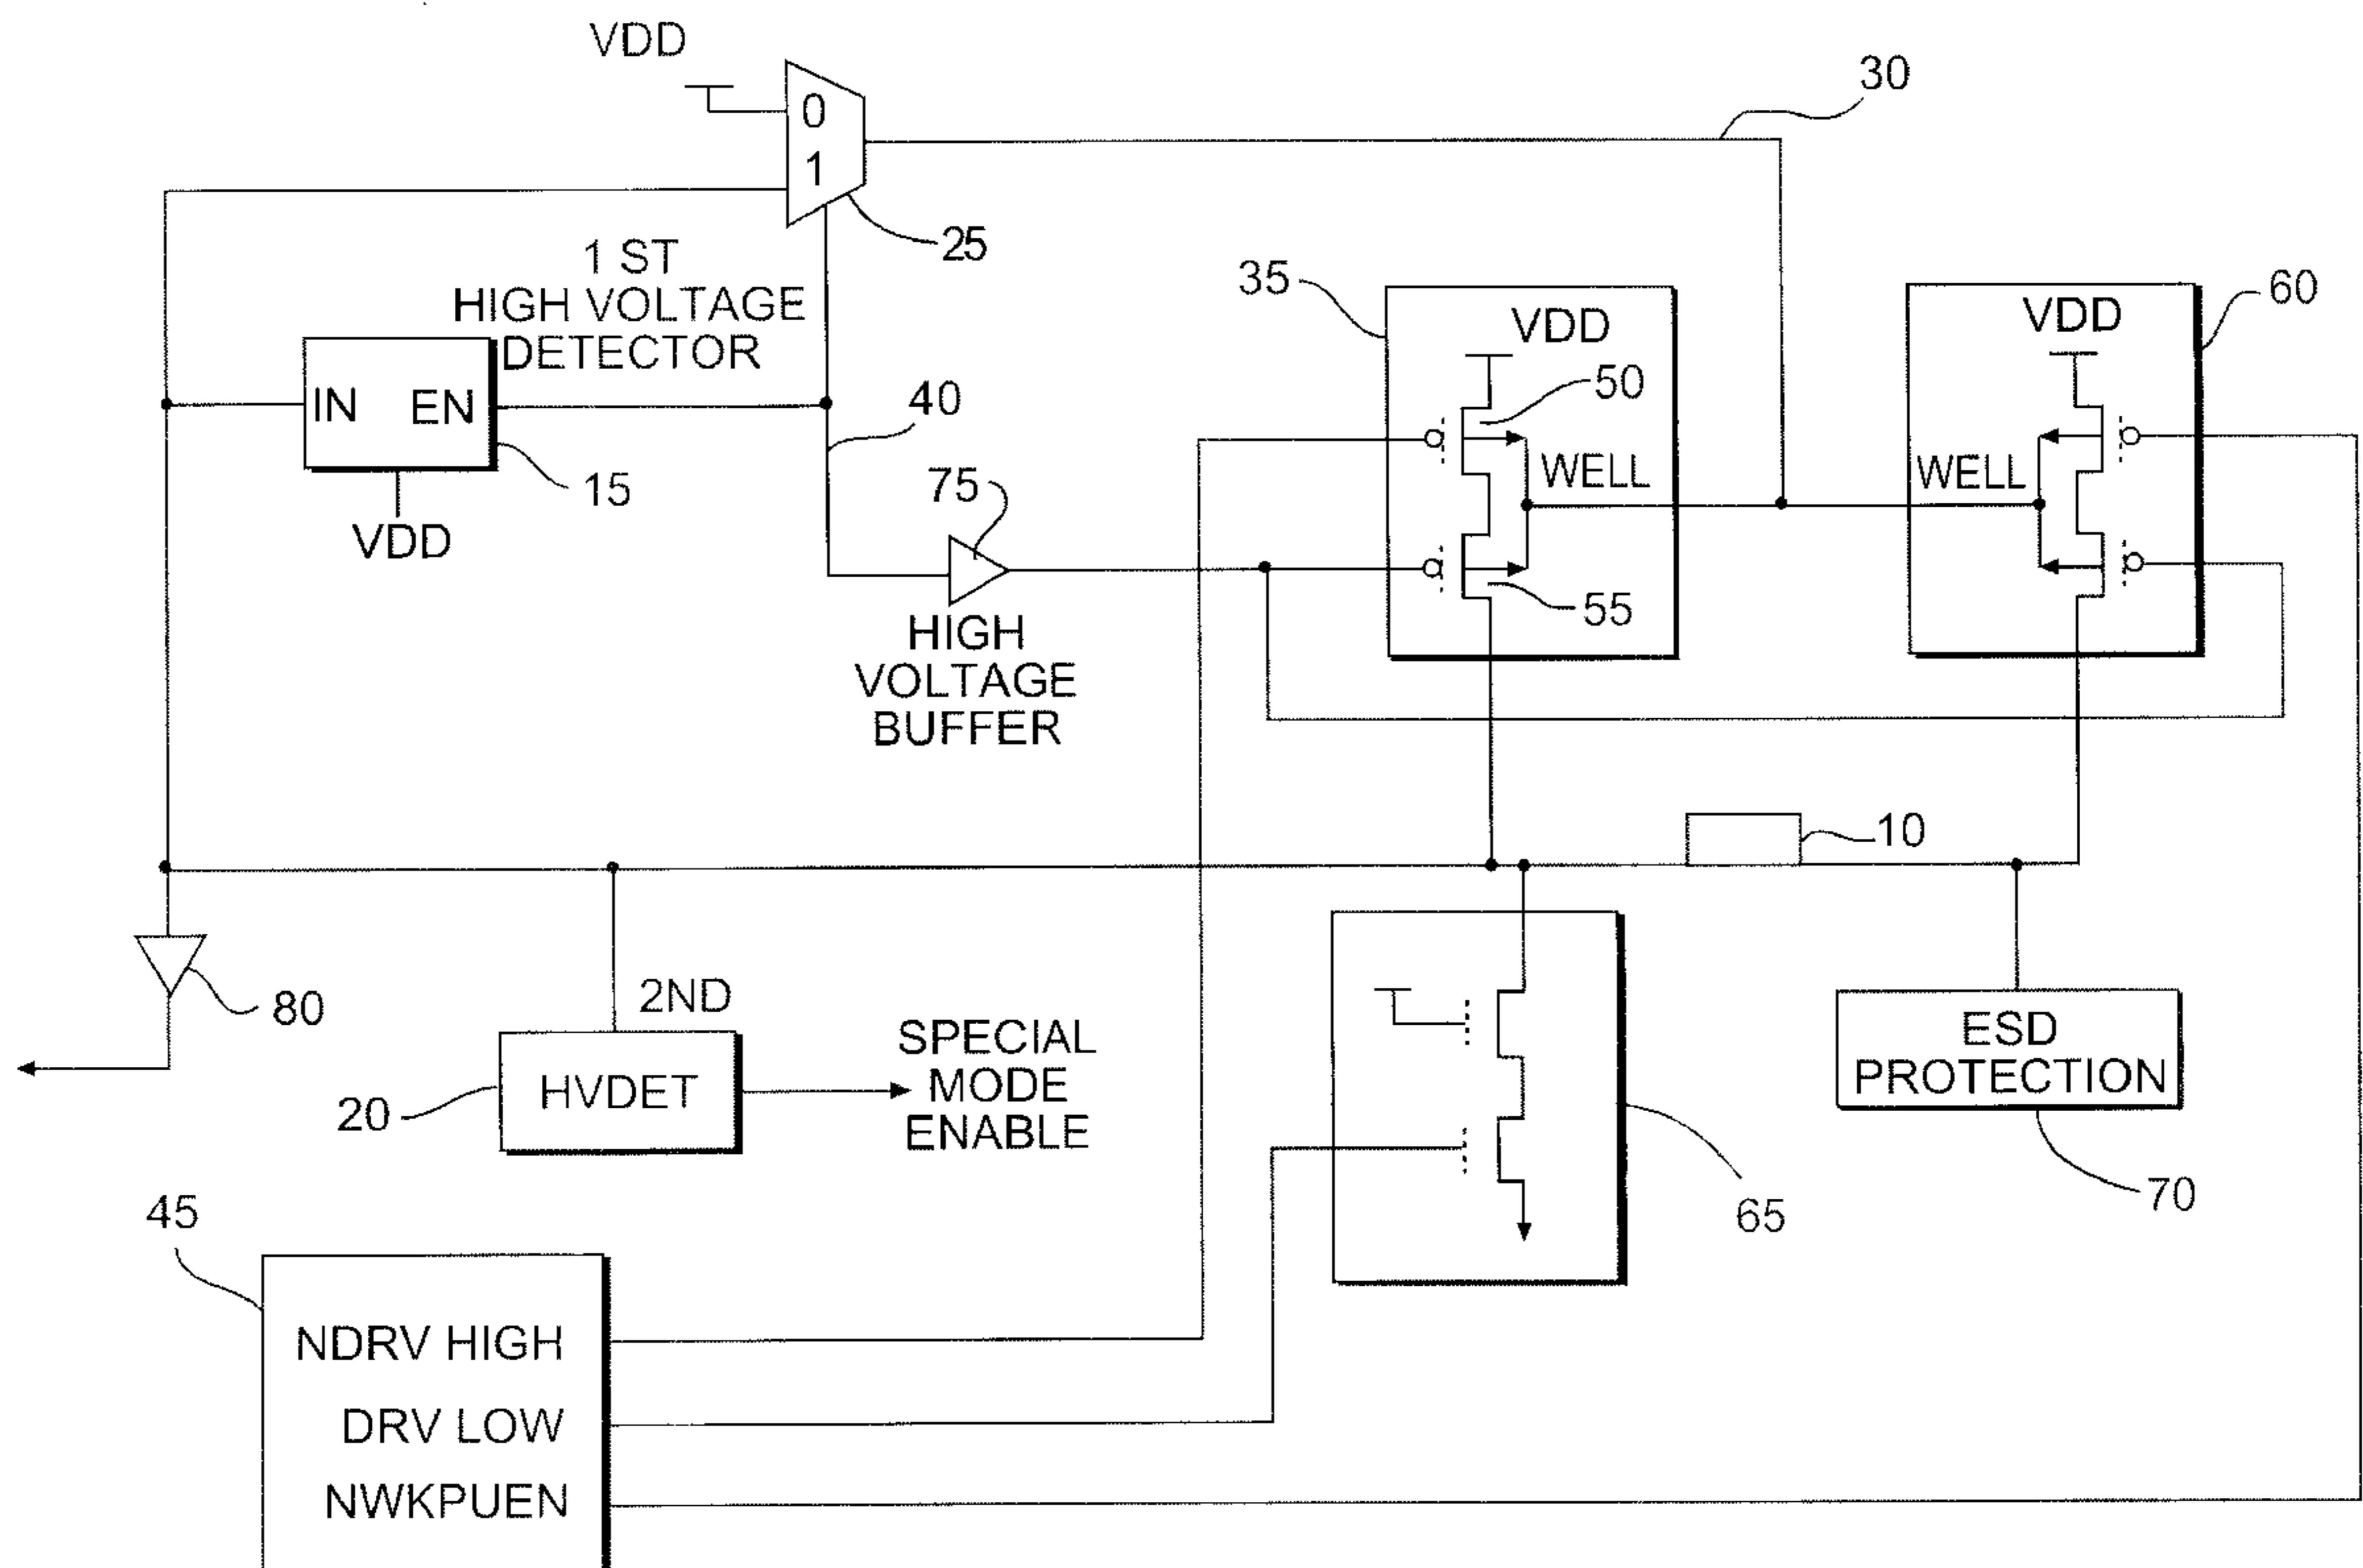 VDD
0
1
30
25
1 ST
HIGH VOLTAGE
DETECTOR
IN EN
15
VDD
40
75
HIGH
VOLTAGE
BUFFER
35
VDD
50
WELL
55
60
VDD
WELL
10
80
2ND
HVDET
20
SPECIAL
MODE
ENABLE
65
ESD
PROTECTION
70
45
NDRV HIGH
DRV LOW
NWKPUEN